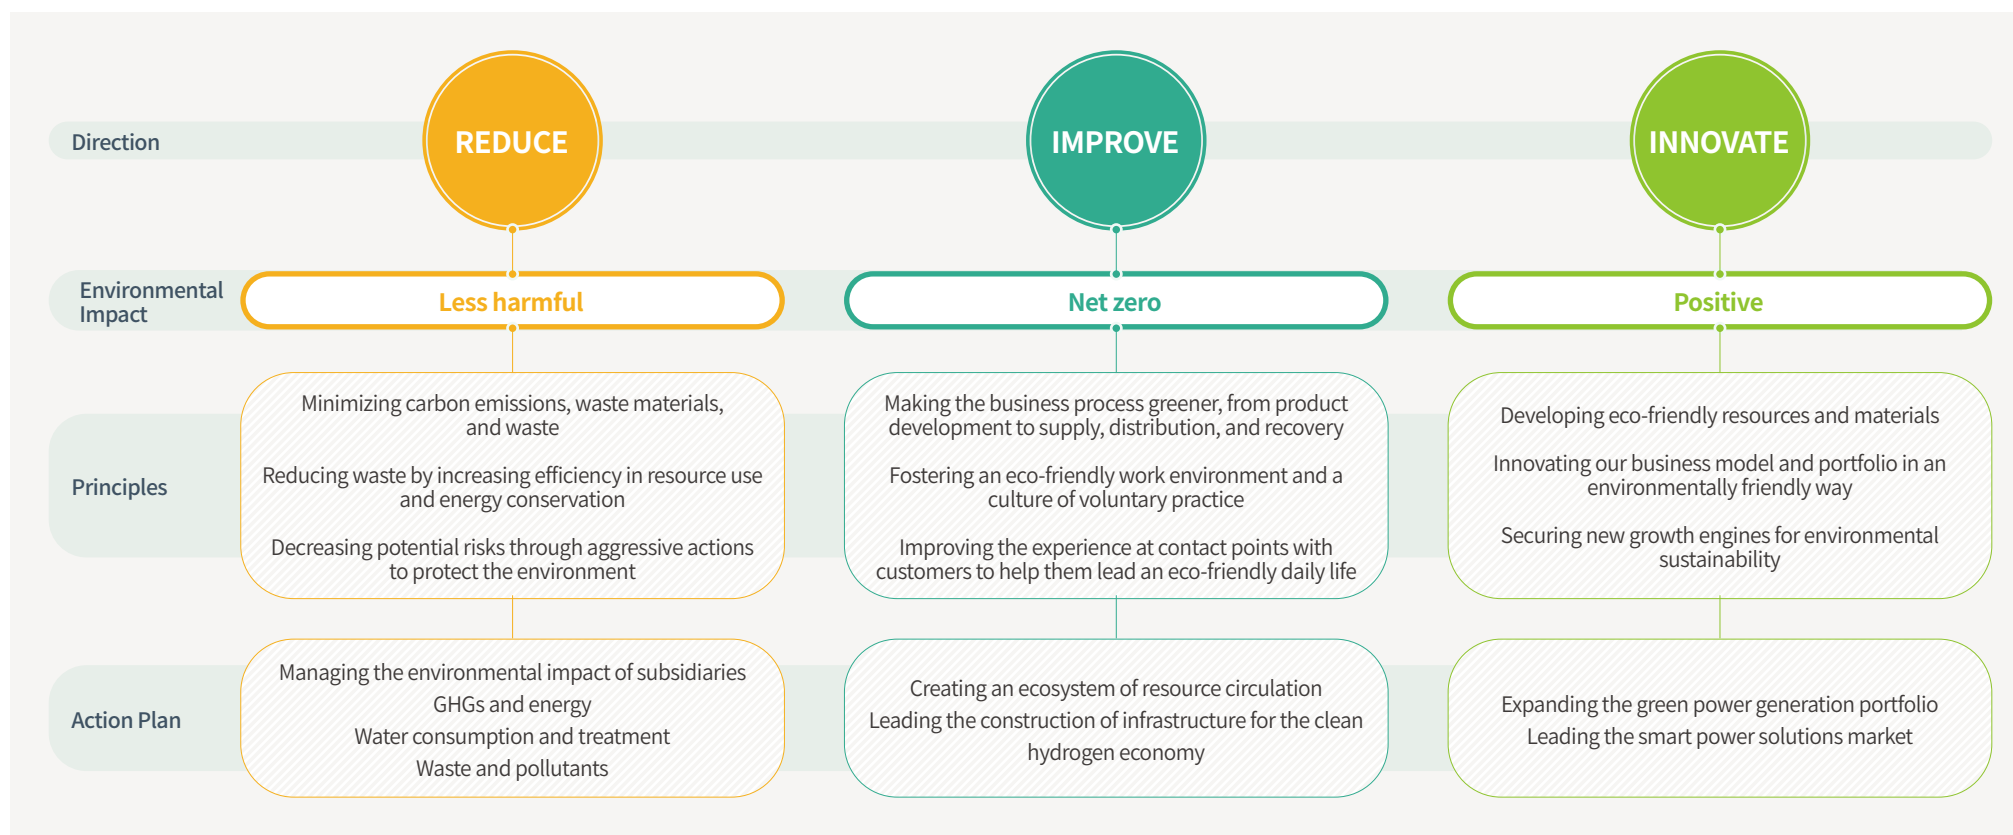 Direction
REDUCE
IMPROVE
INNOVATE
Environmental
Impact
Less harmful
Net zero
Positive
Principles
Minimizing carbon emissions, waste materials,
and waste
Reducing waste by increasing efficiency in resource use
and energy conservation
Decreasing potential risks through aggressive actions
to protect the environment
Making the business process greener, from product
development to supply, distribution, and recovery
Fostering an eco-friendly work environment and a
culture of voluntary practice
Improving the experience at contact points with
customers to help them lead an eco-friendly daily life
Developing eco-friendly resources and materials
Innovating our business model and portfolio in an
environmentally friendly way
Securing new growth engines for environmental
sustainability
Action Plan
Managing the environmental impact of subsidiaries
GHGs and energy
Water consumption and treatment
Waste and pollutants
Creating an ecosystem of resource circulation
Leading the construction of infrastructure for the clean
hydrogen economy
Expanding the green power generation portfolio
Leading the smart power solutions market